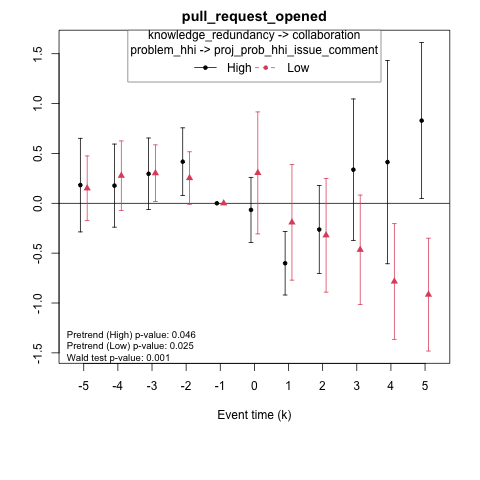 pull_request_opened
knowledge_redundancy -> collaboration
problem_hhi -> proj_prob_hhi_issue_comment
High Low
1.5
1.0
0.5
0.0
-0.5
-1.0
-1.5
Pretrend (High) p-value: 0.046
Pretrend (Low) p-value: 0.025
Wald test p-value: 0.001
-5 -4 -3 -2 -1 0 1 2 3 4 5
Event time (k)